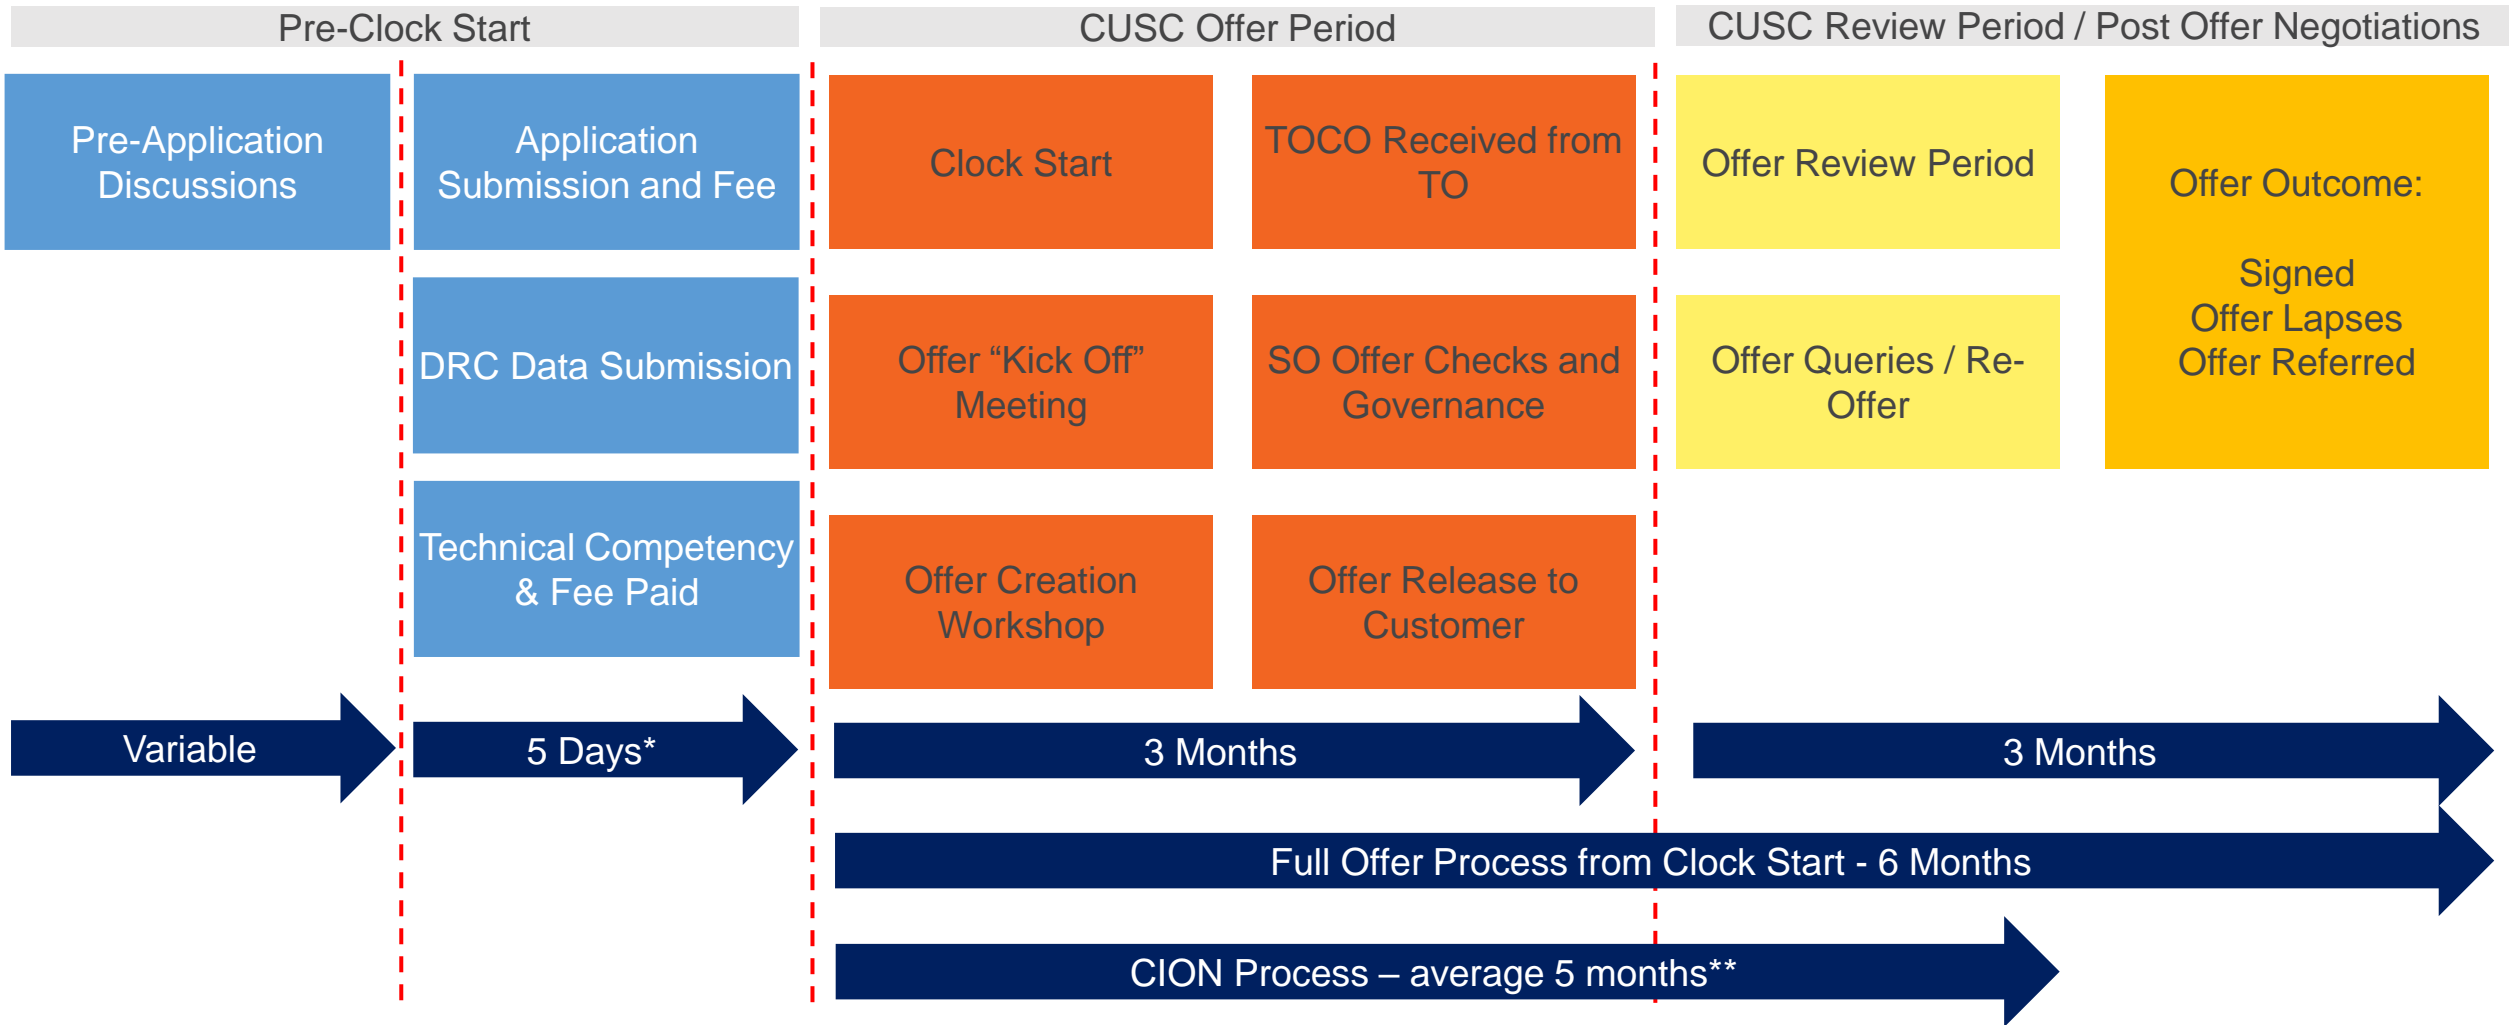 Pre-Clock Start
CUSC Offer Period
CUSC Review Period / Post Offer Negotiations
Pre-Application
Discussions
Application
Submission and Fee
DRC Data Submission
Technical Competency
& Fee Paid
Clock Start
Offer “Kick Off”
Meeting
Offer Creation
Workshop
TOCO Received from
TO
SO Offer Checks and
Governance
Offer Release to
Customer
Offer Review Period
Offer Queries / Re-
Offer
Offer Outcome:
Signed
Offer Lapses
Offer Referred
Variable
5 Days*
3 Months
3 Months
Full Offer Process from Clock Start - 6 Months
CION Process – average 5 months**